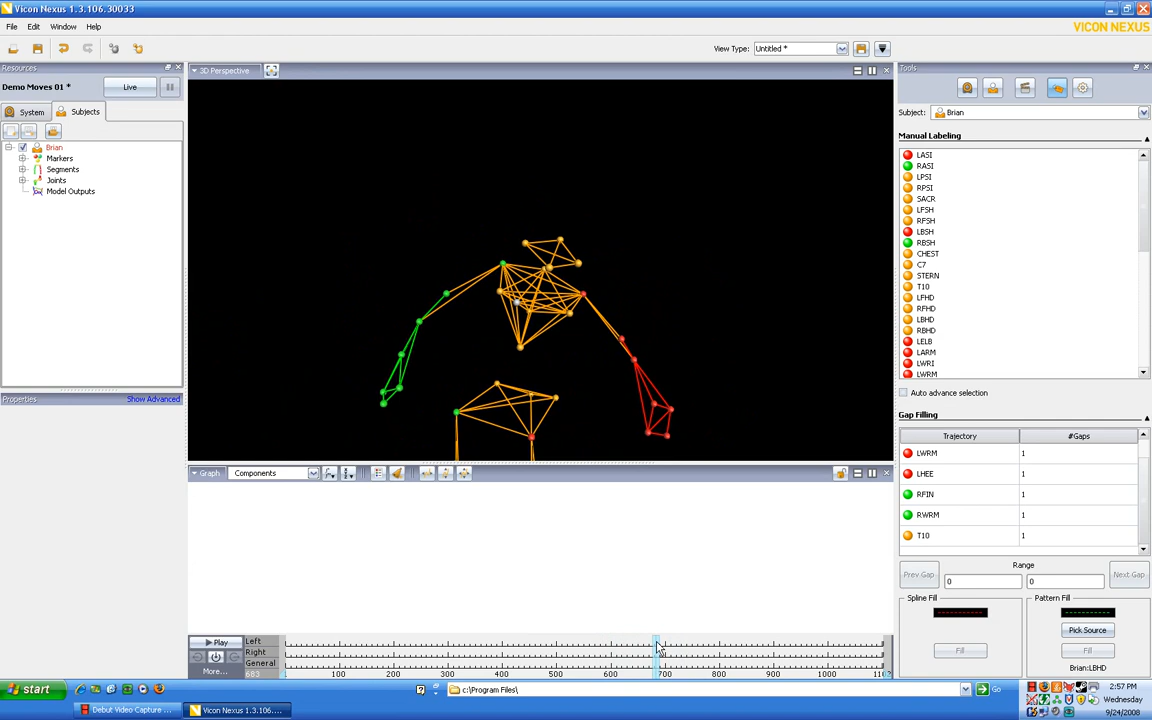 Vicon Nexus 1.3.106.30033
File Edit Window Help
VICON NEXUS
View Type: Untitled *
Resources
Demo Moves 01 *
Live
System
Subjects
Brian
Markers
Segments
Joints
Model Outputs
Properties
Show Advanced
3D Perspective
Graph
Components
Play
Left
Right
General
683
More...
100 200 300 400 500 600 700 800 900 1000
Tools
Subject: Brian
Manual Labeling
LASI
RASI
LPSI
RPSI
SACR
LFSH
RFSH
LBSH
RBSH
CHEST
C7
STERN
T10
LFHD
RFHD
LBHD
RBHD
LELB
LARM
LWRI
LWRM
Auto advance selection
Gap Filling
Trajectory #Gaps
LWRM 1
LHEE 1
RFIN 1
RWRM 1
T10 1
Range
Prev Gap 0 0 Next Gap
Spline Fill
Fill
Pattern Fill
Pick Source
Fill
Brian:LBHD
start
Debut Video Capture ...
Vicon Nexus 1.3.106....
c:\Program Files\
Go
2:57 PM
Wednesday
9/24/2008